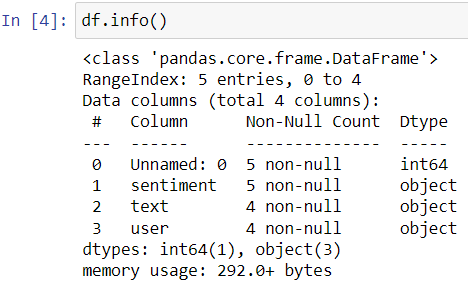 In [4]: df.info()
<class 'pandas.core.frame.DataFrame'>
RangeIndex: 5 entries, 0 to 4
Data columns (total 4 columns):
 #   Column      Non-Null Count  Dtype
---  ------      --------------  -----
 0   Unnamed: 0  5 non-null      int64
 1   sentiment   5 non-null      object
 2   text        4 non-null      object
 3   user        4 non-null      object
dtypes: int64(1), object(3)
memory usage: 292.0+ bytes